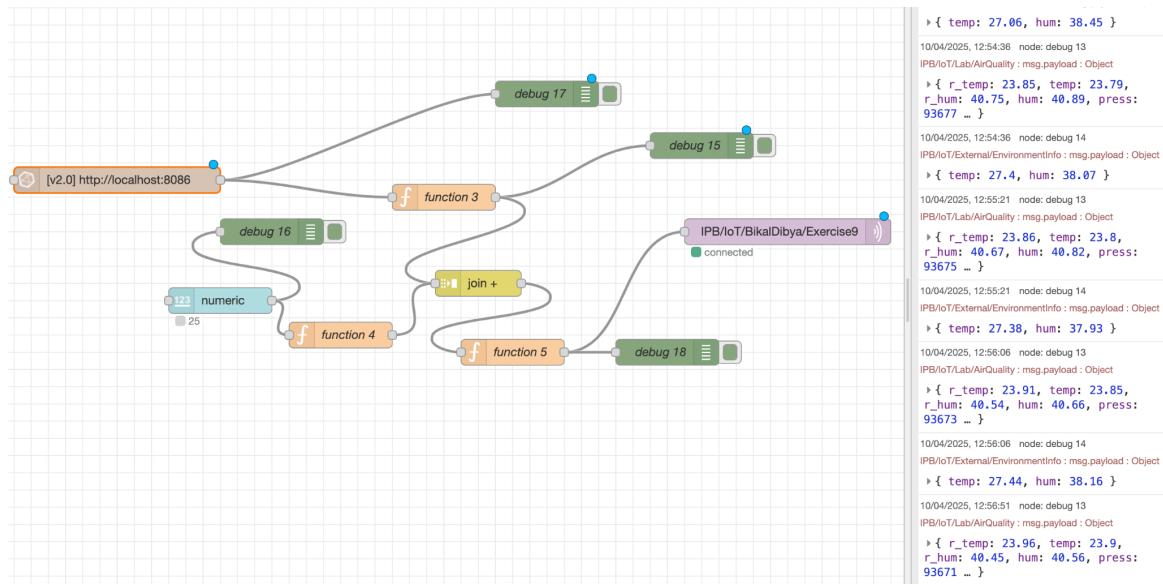 debug 17
debug 15
[v2.0] http://localhost:8086
function 3
debug 16
IPB/IoT/BikalDibya/Exercise9
connected
join +
123 numeric
25
function 4
function 5
debug 18
{ temp: 27.06, hum: 38.45 }
10/04/2025, 12:54:36 node: debug 13
IPB/IoT/Lab/AirQuality : msg.payload : Object
{ r_temp: 23.85, temp: 23.79,
r_hum: 40.75, hum: 40.89, press:
93677 … }
10/04/2025, 12:54:36 node: debug 14
IPB/IoT/External/EnvironmentInfo : msg.payload : Object
{ temp: 27.4, hum: 38.07 }
10/04/2025, 12:55:21 node: debug 13
IPB/IoT/Lab/AirQuality : msg.payload : Object
{ r_temp: 23.86, temp: 23.8,
r_hum: 40.67, hum: 40.82, press:
93675 … }
10/04/2025, 12:55:21 node: debug 14
IPB/IoT/External/EnvironmentInfo : msg.payload : Object
{ temp: 27.38, hum: 37.93 }
10/04/2025, 12:56:06 node: debug 13
IPB/IoT/Lab/AirQuality : msg.payload : Object
{ r_temp: 23.91, temp: 23.85,
r_hum: 40.54, hum: 40.66, press:
93673 … }
10/04/2025, 12:56:06 node: debug 14
IPB/IoT/External/EnvironmentInfo : msg.payload : Object
{ temp: 27.44, hum: 38.16 }
10/04/2025, 12:56:51 node: debug 13
IPB/IoT/Lab/AirQuality : msg.payload : Object
{ r_temp: 23.96, temp: 23.9,
r_hum: 40.45, hum: 40.56, press:
93671 … }